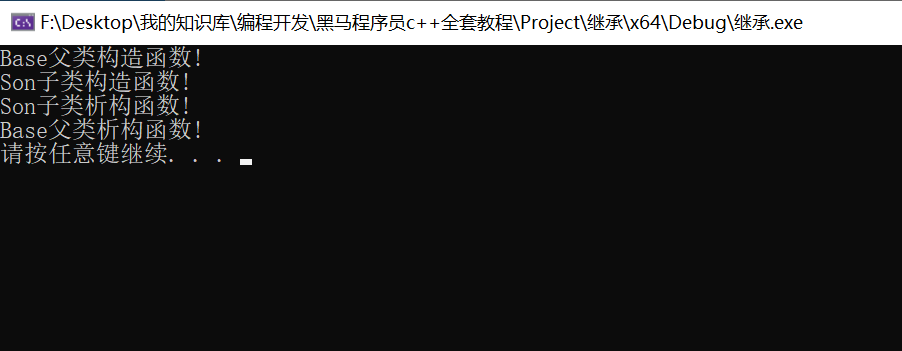 F:\Desktop\我的知识库\编程开发\黑马程序员c++全套教程\Project\继承\x64\Debug\继承.exe
Base父类构造函数!
Son子类构造函数!
Son子类析构函数!
Base父类析构函数!
请按任意键继续. . .